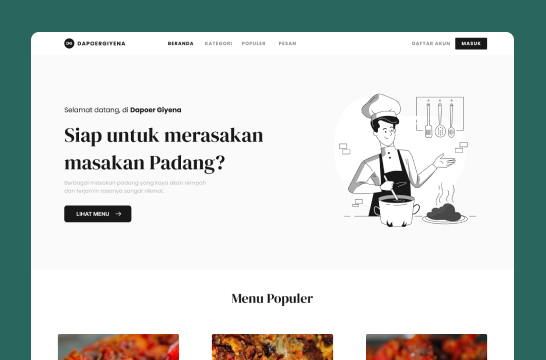 DG DAPOERGIYENA
BERANDA KATEGORI POPULER PESAN
DAFTAR AKUN MASUK
Selamat datang, di Dapoer Giyena
Siap untuk merasakan
masakan Padang?
Berbagai masakan padang yang kaya akan rempah
dan terjamin rasanya sangat nikmat.
LIHAT MENU →
Menu Populer